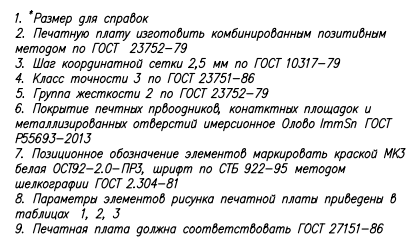 1. *Размер для справок
2. Печатную плату изготовить комбинированным позитивным
методом по ГОСТ 23752-79
3. Шаг координатной сетки 2,5 мм по ГОСТ 10317-79
4. Класс точности 3 по ГОСТ 23751-86
5. Группа жесткости 2 по ГОСТ 23752-79
6. Покрытие печтных првоодников, конатктных площадок и
металлизированных отверстий имерсионное Олово ImmSn ГОСТ
Р55693-2013
7. Позиционное обозначение элементов маркировать краской МКЗ
белая ОСТ92-2.0-ПРЗ, шрифт по СТБ 922-95 методом
шелкографии ГОСТ 2.304-81
8. Параметры элементов рисунка печатной платы приведены в
таблицах 1, 2, 3
9. Печатная плата должна соответствовать ГОСТ 27151-86